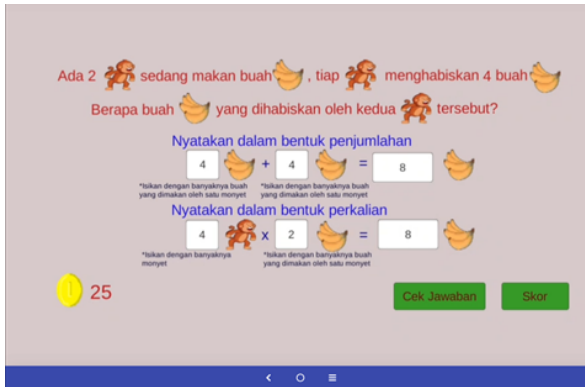 Ada 2 sedang makan buah , tiap menghabiskan 4 buah
Berapa buah yang dihabiskan oleh kedua tersebut?
Nyatakan dalam bentuk penjumlahan
4 + 4 = 8
*Isikan dengan banyaknya buah yang dimakan oleh satu monyet
*Isikan dengan banyaknya buah yang dimakan oleh satu monyet
Nyatakan dalam bentuk perkalian
4 x 2 = 8
*Isikan dengan banyaknya monyet
*Isikan dengan banyaknya buah yang dimakan oleh satu monyet
1 25
Cek Jawaban Skor